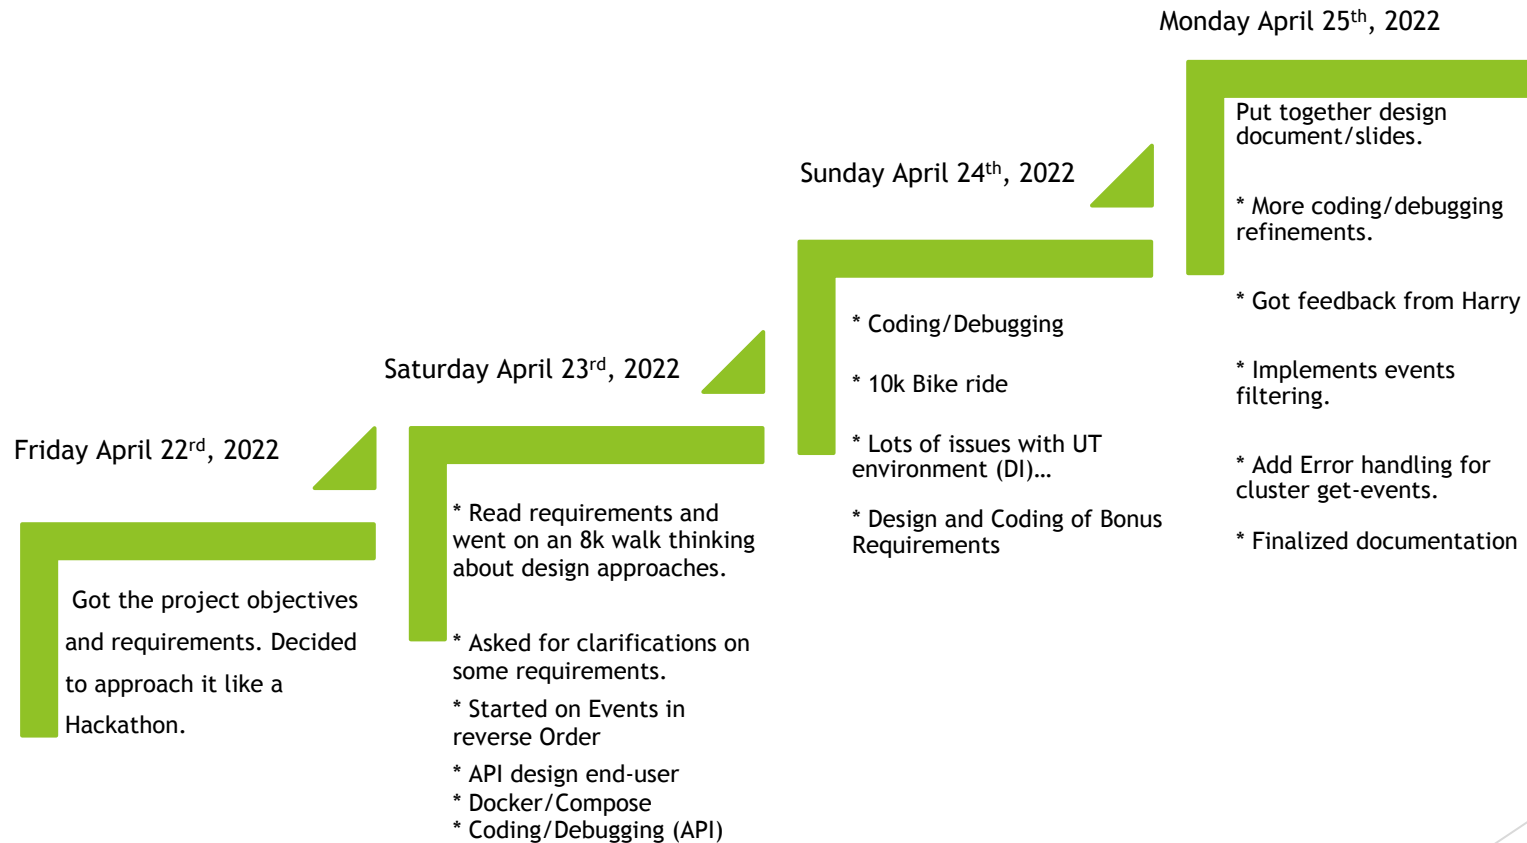 Friday April 22rd, 2022
Got the project objectives
and requirements. Decided
to approach it like a
Hackathon.
Saturday April 23rd, 2022
* Read requirements and
went on an 8k walk thinking
about design approaches.
* Asked for clarifications on
some requirements.
* Started on Events in
reverse Order
* API design end-user
* Docker/Compose
* Coding/Debugging (API)
Sunday April 24th, 2022
* Coding/Debugging
* 10k Bike ride
* Lots of issues with UT
environment (DI)…
* Design and Coding of Bonus
Requirements
Monday April 25th, 2022
Put together design
document/slides.
* More coding/debugging
refinements.
* Got feedback from Harry
* Implements events
filtering.
* Add Error handling for
cluster get-events.
* Finalized documentation